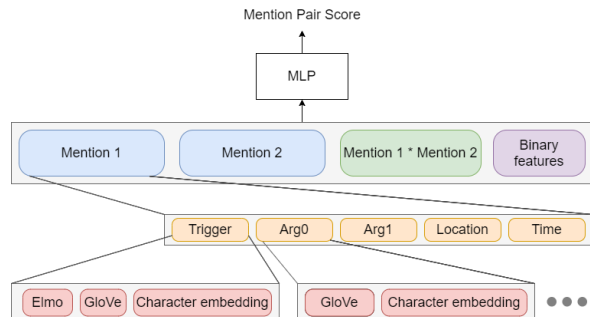 Mention Pair Score
MLP
Mention 1 Mention 2 Mention 1 * Mention 2 Binary
features
Trigger Arg0 Arg1 Location Time
Elmo GloVe Character embedding GloVe Character embedding